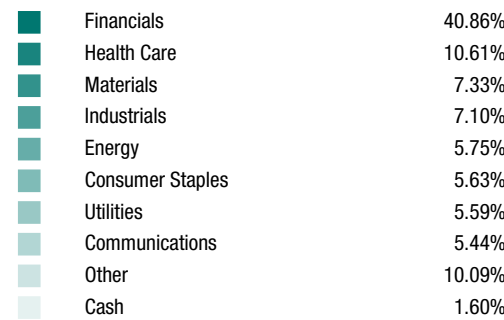 Financials 40.86%
Health Care 10.61%
Materials 7.33%
Industrials 7.10%
Energy 5.75%
Consumer Staples 5.63%
Utilities 5.59%
Communications 5.44%
Other 10.09%
Cash 1.60%